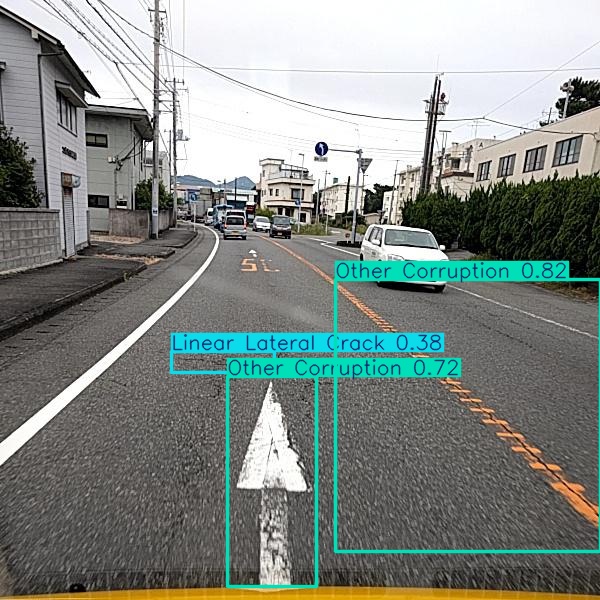 Other Corruption 0.82
Linear Lateral Crack 0.38
Other Corruption 0.72